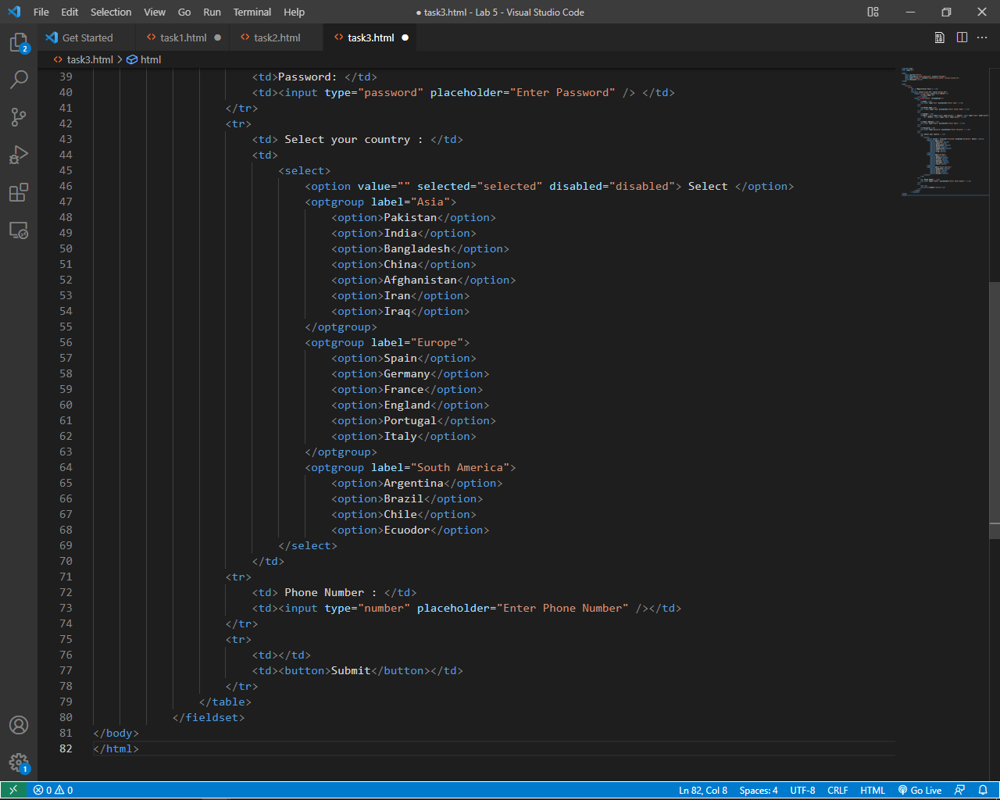 File Edit Selection View Go Run Terminal Help ● task3.html - Lab 5 - Visual Studio Code
Get Started task1.html task2.html task3.html
task3.html > html
2
39 <td>Password: </td>
40 <td><input type="password" placeholder="Enter Password" /> </td>
41 </tr>
42 <tr>
43 <td> Select your country : </td>
44 <td>
45 <select>
46 <option value="" selected="selected" disabled="disabled"> Select </option>
47 <optgroup label="Asia">
48 <option>Pakistan</option>
49 <option>India</option>
50 <option>Bangladesh</option>
51 <option>China</option>
52 <option>Afghanistan</option>
53 <option>Iran</option>
54 <option>Iraq</option>
55 </optgroup>
56 <optgroup label="Europe">
57 <option>Spain</option>
58 <option>Germany</option>
59 <option>France</option>
60 <option>England</option>
61 <option>Portugal</option>
62 <option>Italy</option>
63 </optgroup>
64 <optgroup label="South America">
65 <option>Argentina</option>
66 <option>Brazil</option>
67 <option>Chile</option>
68 <option>Ecuodor</option>
69 </select>
70 </td>
71 <tr>
72 <td> Phone Number : </td>
73 <td><input type="number" placeholder="Enter Phone Number" /></td>
74 </tr>
75 <tr>
76 <td></td>
77 <td><button>Submit</button></td>
78 </tr>
79 </table>
80 </fieldset>
81 </body>
82 </html>
1
0 0 Ln 82, Col 8 Spaces: 4 UTF-8 CRLF HTML Go Live